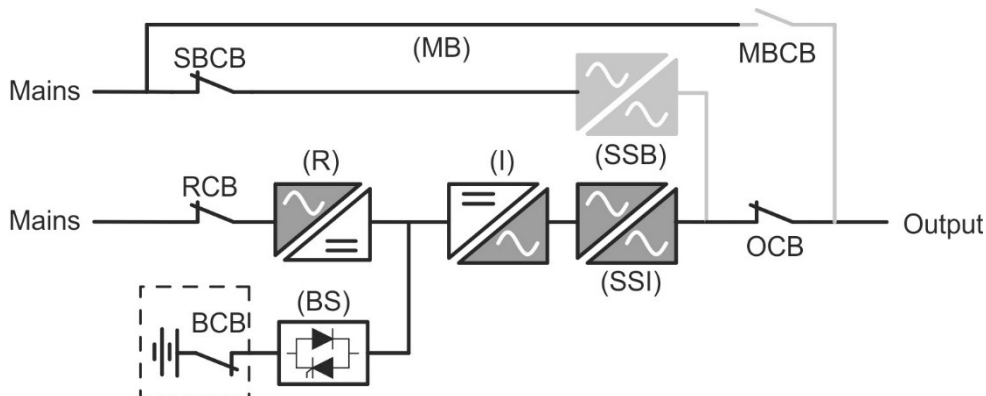 (MB)
MBCB
SBCB
Mains
(SSB)
(R)
(I)
RCB
Mains
Output
OCB
(SSI)
(BS)
BCB